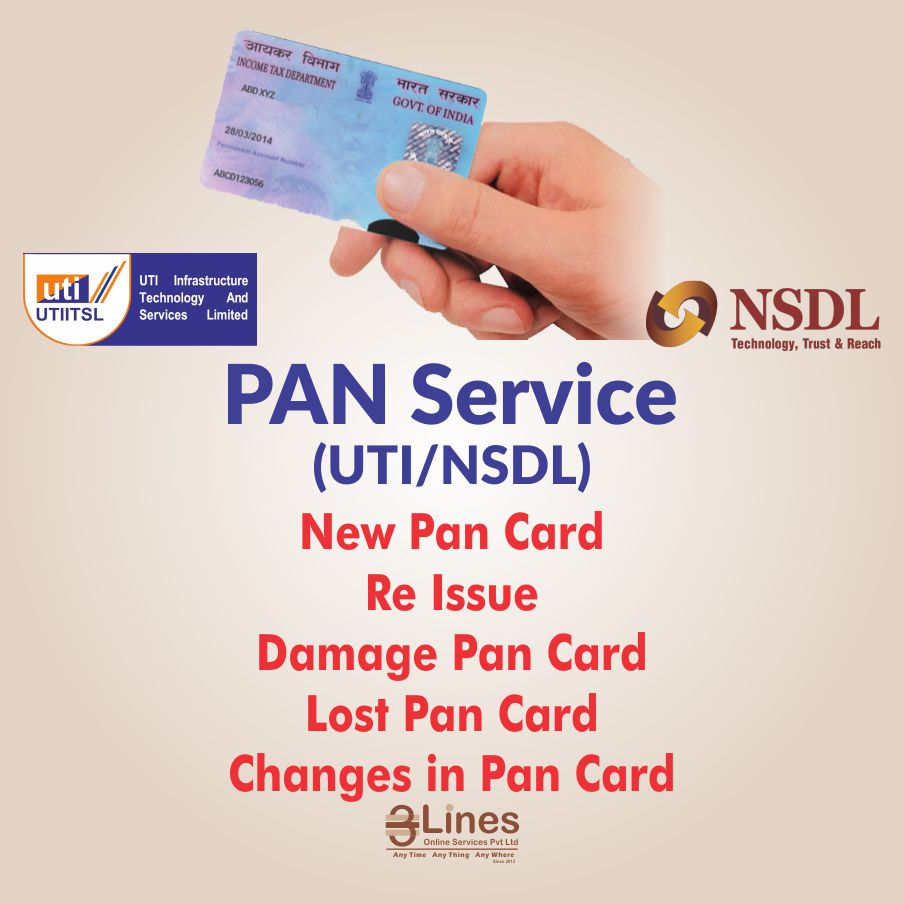 आयकर विभाग
INCOME TAX DEPARTMENT
भारत सरकार
GOVT. OF INDIA
ABD XYZ
28/03/2014
Permanent Account Number
ABCD123056
uti
UTIITSL
UTI Infrastructure
Technology And
Services Limited
NSDL
Technology, Trust & Reach
PAN Service
(UTI/NSDL)
New Pan Card
Re Issue
Damage Pan Card
Lost Pan Card
Changes in Pan Card
3Lines
Online Services Pvt Ltd
Any Time Any Thing Any Where
Since 2013